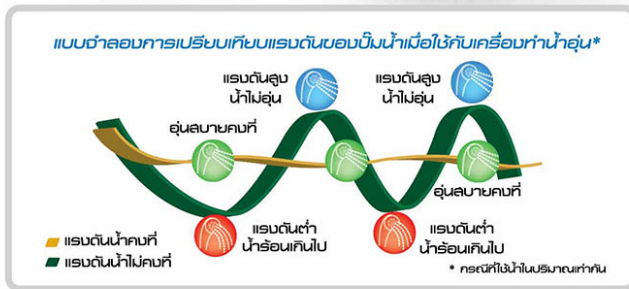 แบบจำลองการเปรียบเทียบแรงดันของปั๊มน้ำเมื่อใช้กับเครื่องทำน้ำอุ่น*
แรงดันสูง
น้ำไม่อุ่น
แรงดันสูง
น้ำไม่อุ่น
อุ่นสบายคงที่
อุ่นสบายคงที่
แรงดันต่ำ
น้ำร้อนเกินไป
แรงดันต่ำ
น้ำร้อนเกินไป
แรงดันน้ำคงที่
แรงดันน้ำไม่คงที่
* กรณีที่ใช้น้ำในปริมาณเท่ากัน